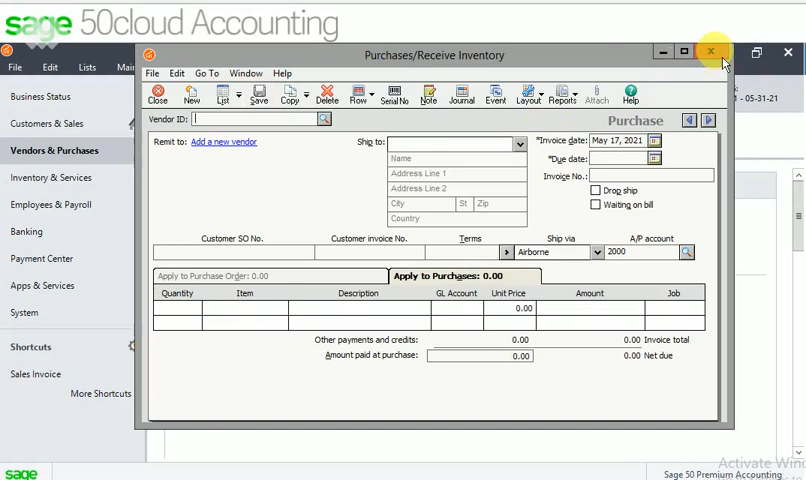 sage 50cloud Accounting
Purchases/Receive Inventory
File Edit Lists Main
File Edit Go To Window Help
Close New List Save Copy Delete Row Serial No Note Journal Event Layout Reports Attach Help
1 - 05-31-21
Business Status
Customers & Sales
Vendors & Purchases
Inventory & Services
Employees & Payroll
Banking
Payment Center
Apps & Services
System
Shortcuts
Sales Invoice
More Shortcuts
Vendor ID:
Purchase
Remit to: Add a new vendor
Ship to:
Name
Address Line 1
Address Line 2
City St Zip
Country
*Invoice date: May 17, 2021
*Due date:
Invoice No.:
Drop ship
Waiting on bill
Customer SO No. Customer invoice No. Terms Ship via A/P account
Airborne 2000
Apply to Purchase Order: 0.00 Apply to Purchases: 0.00
Quantity Item Description GL Account Unit Price Amount Job
0.00
Other payments and credits: 0.00 0.00 Invoice total
Amount paid at purchase: 0.00 0.00 Net due
sage
Sage 50 Premium Accounting